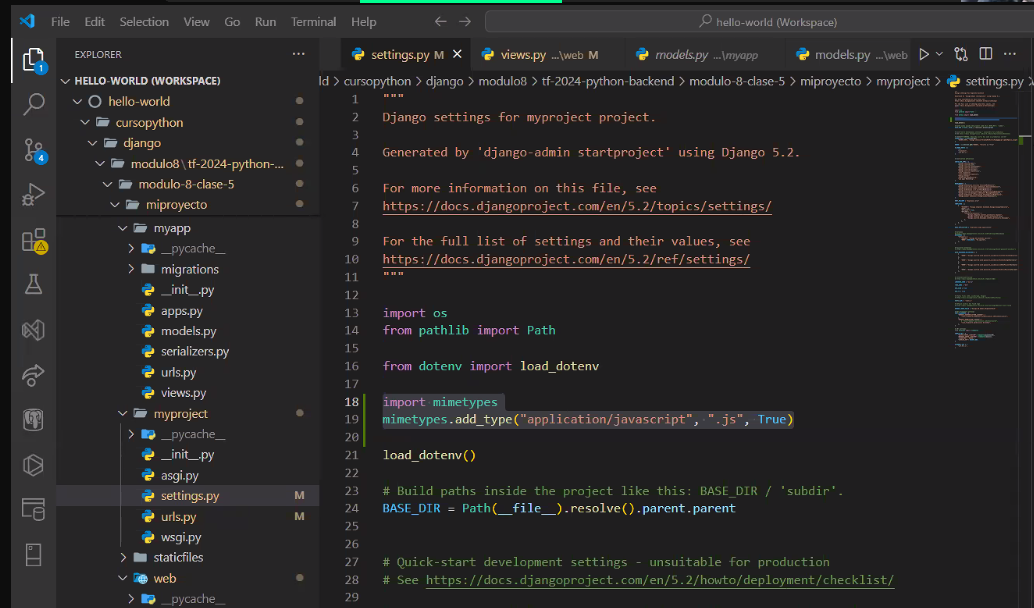 File Edit Selection View Go Run Terminal Help
hello-world (Workspace)
EXPLORER
settings.py M
views.py ...\web M
models.py ...\myapp
models.py ...\web
HELLO-WORLD (WORKSPACE)
ld > cursopython > django > modulo8 > tf-2024-python-backend > modulo-8-clase-5 > miproyecto > myproject > settings.py
hello-world
cursopython
django
modulo8\tf-2024-python-...
modulo-8-clase-5
miproyecto
myapp
__pycache__
migrations
__init__.py
apps.py
models.py
serializers.py
urls.py
views.py
myproject
__pycache__
__init__.py
asgi.py
settings.py M
urls.py M
wsgi.py
staticfiles
web
__pycache__
1
4
1 """
2 Django settings for myproject project.
3
4 Generated by 'django-admin startproject' using Django 5.2.
5
6 For more information on this file, see
7 https://docs.djangoproject.com/en/5.2/topics/settings/
8
9 For the full list of settings and their values, see
10 https://docs.djangoproject.com/en/5.2/ref/settings/
11 """
12
13 import os
14 from pathlib import Path
15
16 from dotenv import load_dotenv
17
18 import mimetypes
19 mimetypes.add_type("application/javascript", ".js", True)
20
21 load_dotenv()
22
23 # Build paths inside the project like this: BASE_DIR / 'subdir'.
24 BASE_DIR = Path(__file__).resolve().parent.parent
25
26
27 # Quick-start development settings - unsuitable for production
28 # See https://docs.djangoproject.com/en/5.2/howto/deployment/checklist/
29